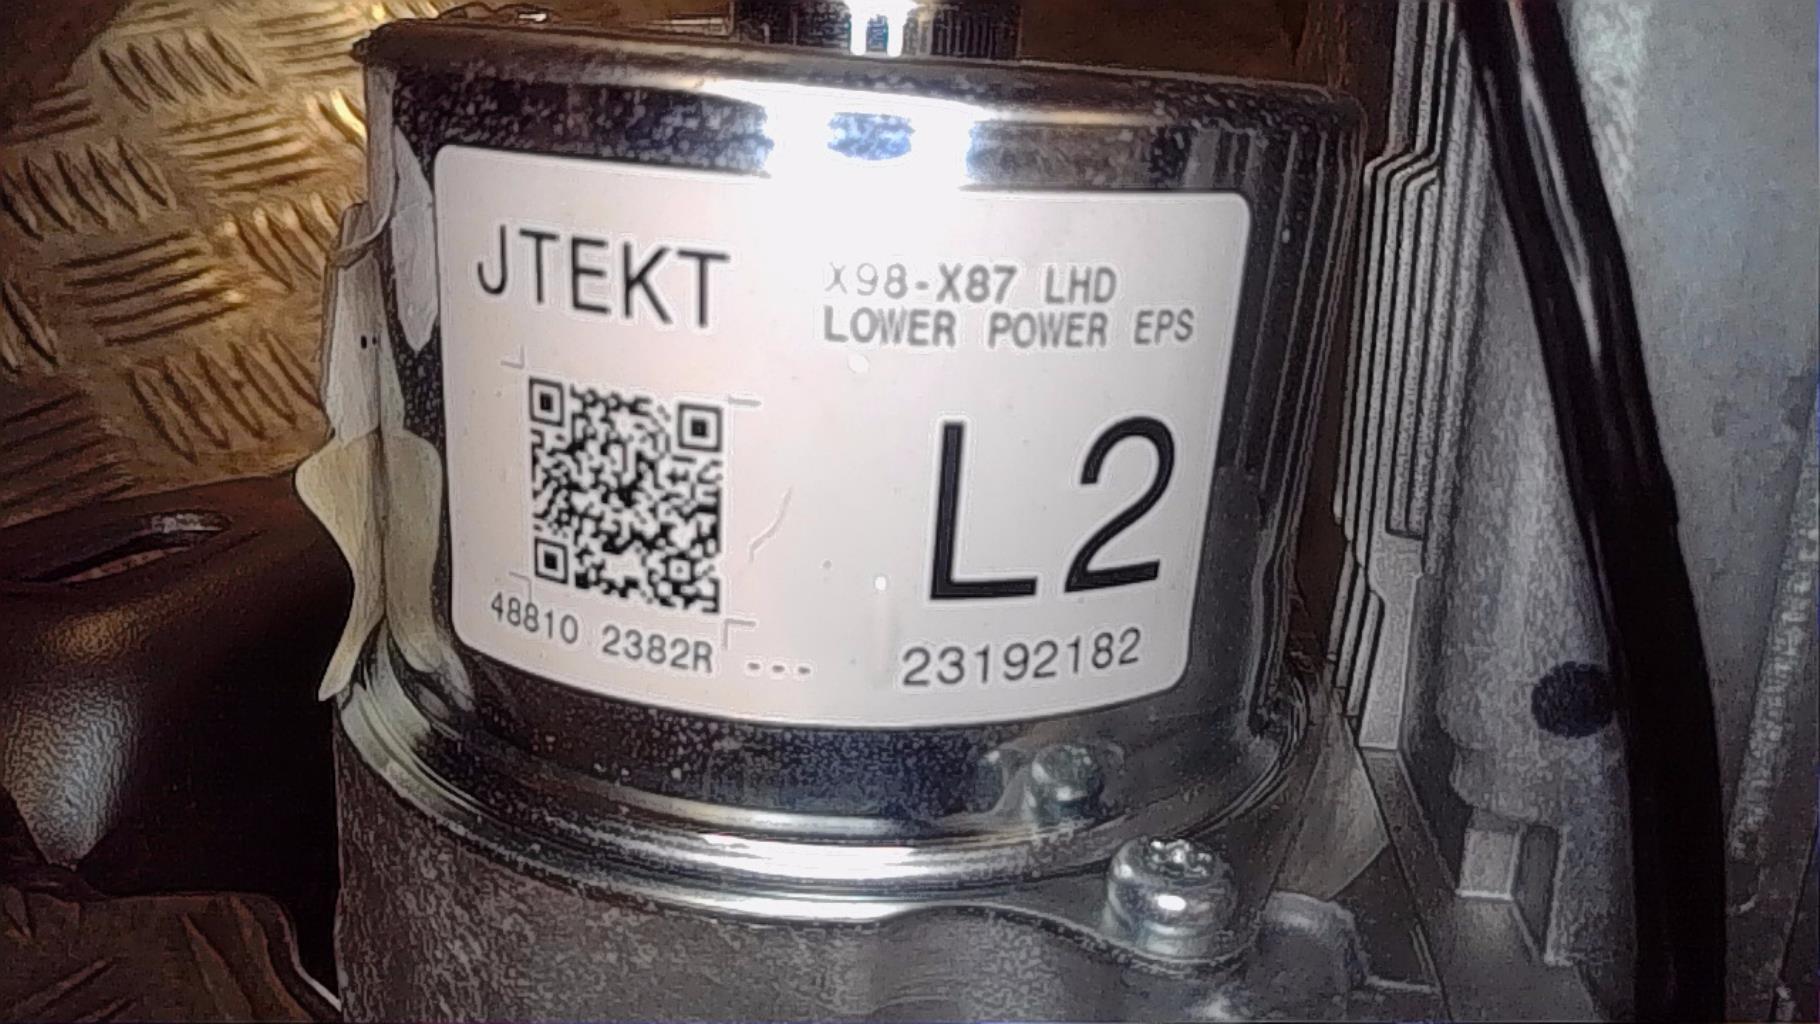 JTEKT
X98-X87 LHD
LOWER POWER EPS
L2
48810 2382R ---
23192182